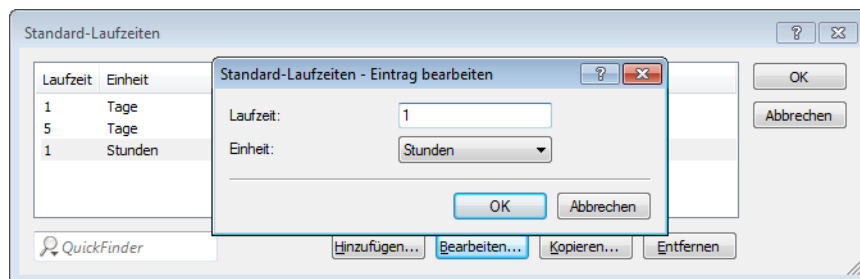 Standard-Laufzeiten
Laufzeit Einheit
1 Tage
5 Tage
1 Stunden
Standard-Laufzeiten - Eintrag bearbeiten
Laufzeit: 1
Einheit: Stunden
OK Abbrechen
OK
Abbrechen
QuickFinder Hinzufügen... Bearbeiten... Kopieren... Entfernen